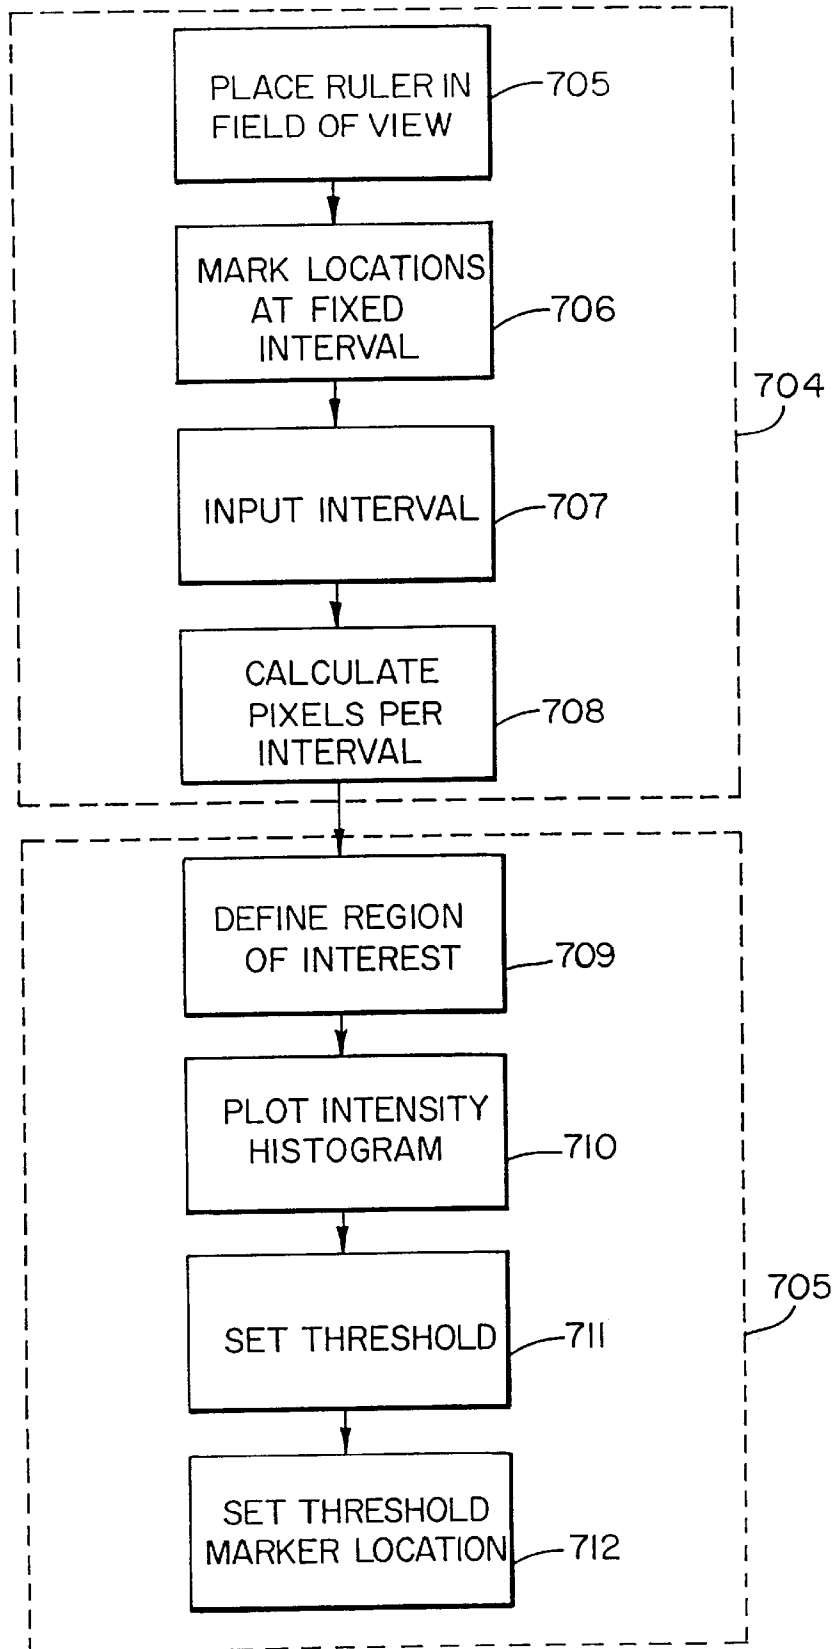 PLACE RULER IN
FIELD OF VIEW
705
MARK LOCATIONS
AT FIXED
INTERVAL
706
704
INPUT INTERVAL
707
CALCULATE
PIXELS PER
INTERVAL
708
DEFINE REGION
OF INTEREST
709
PLOT INTENSITY
HISTOGRAM
710
705
SET THRESHOLD
711
SET THRESHOLD
MARKER LOCATION
712